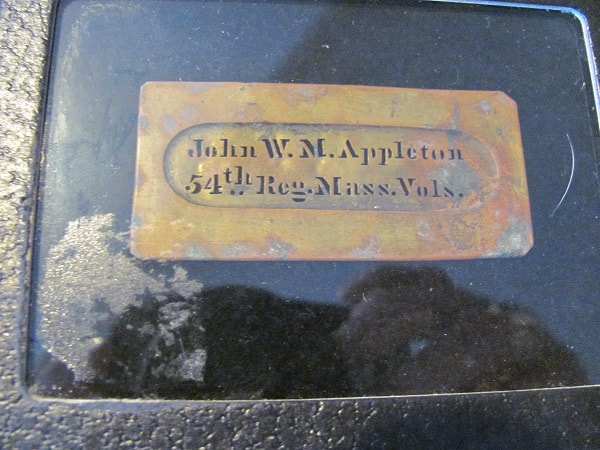 John W. M. Appleton
54th Reg. Mass. Vols.